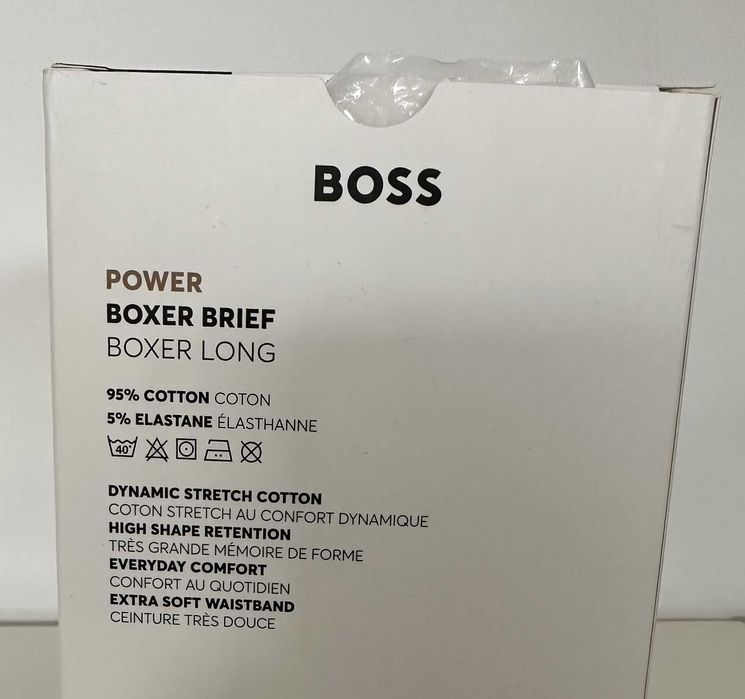 BOSS
POWER
BOXER BRIEF
BOXER LONG
95% COTTON COTON
5% ELASTANE ÉLASTHANNE
40°
DYNAMIC STRETCH COTTON
COTON STRETCH AU CONFORT DYNAMIQUE
HIGH SHAPE RETENTION
TRÈS GRANDE MÉMOIRE DE FORME
EVERYDAY COMFORT
CONFORT AU QUOTIDIEN
EXTRA SOFT WAISTBAND
CEINTURE TRÈS DOUCE